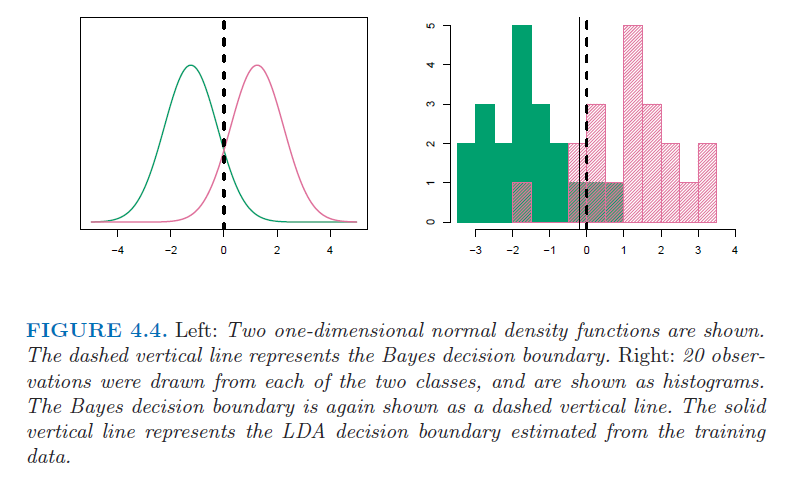 −4 −2 0 2 4
0 1 2 3 4 5
−3 −2 −1 0 1 2 3 4
FIGURE 4.4. Left: Two one-dimensional normal density functions are shown.
The dashed vertical line represents the Bayes decision boundary. Right: 20 obser-
vations were drawn from each of the two classes, and are shown as histograms.
The Bayes decision boundary is again shown as a dashed vertical line. The solid
vertical line represents the LDA decision boundary estimated from the training
data.